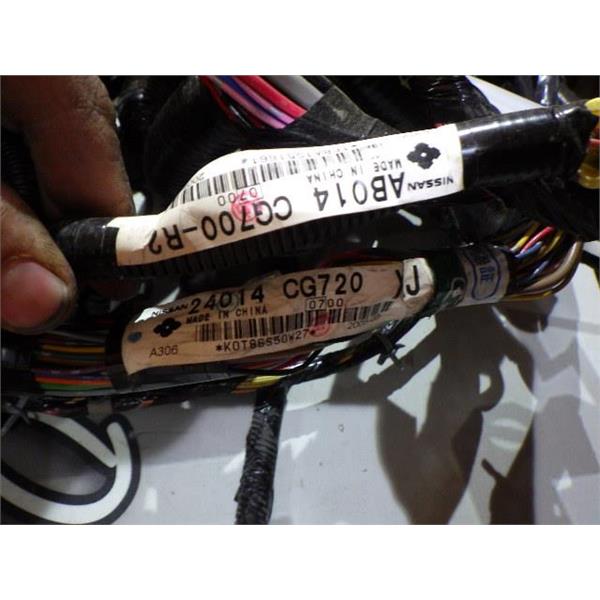 NISSAN
AB014 CG700-R2
MADE IN CHINA
0700
NISSAN 24014 CG720
MADE IN CHINA
0700
J
A306